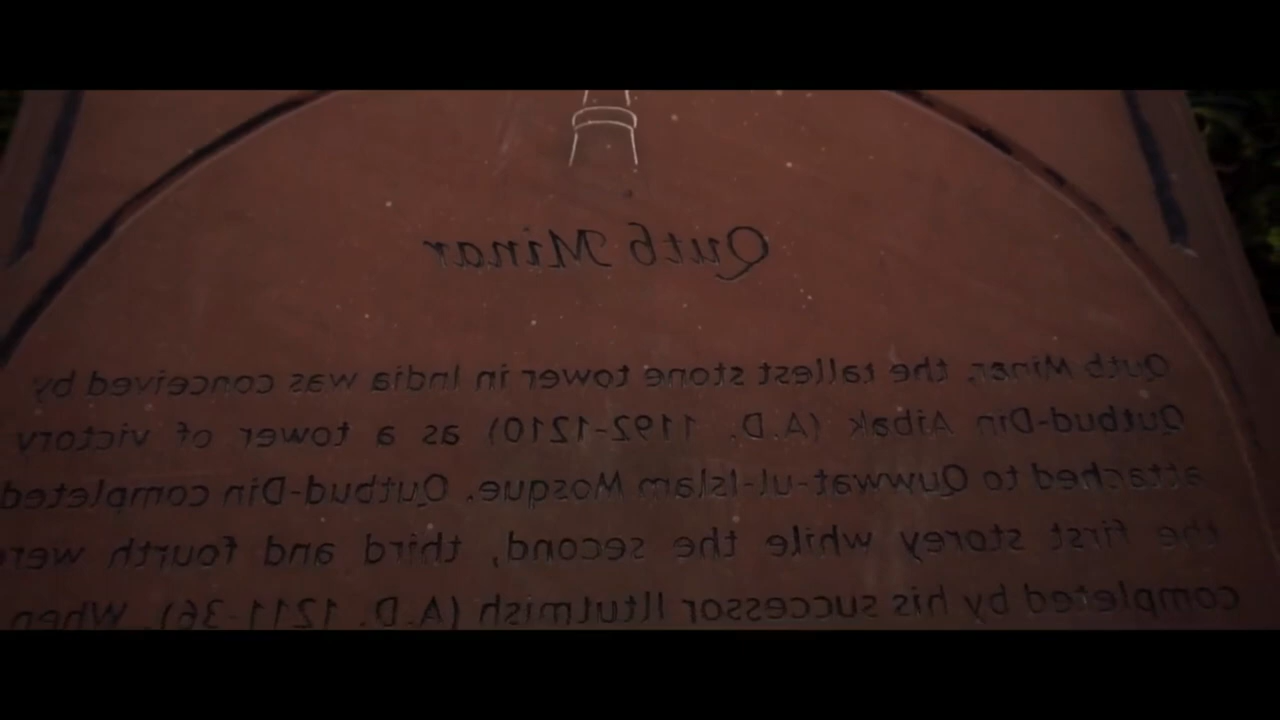 Qutb Minar
Qutb Minar, the tallest stone tower in India was conceived by
Qutbud-Din Aibak (A.D. 1192-1210) as a tower of victory
attached to Quwwat-ul-Islam Mosque. Qutbud-Din completed
the first storey while the second, third and fourth were
completed by his successor Iltutmish (A.D. 1211-36). When